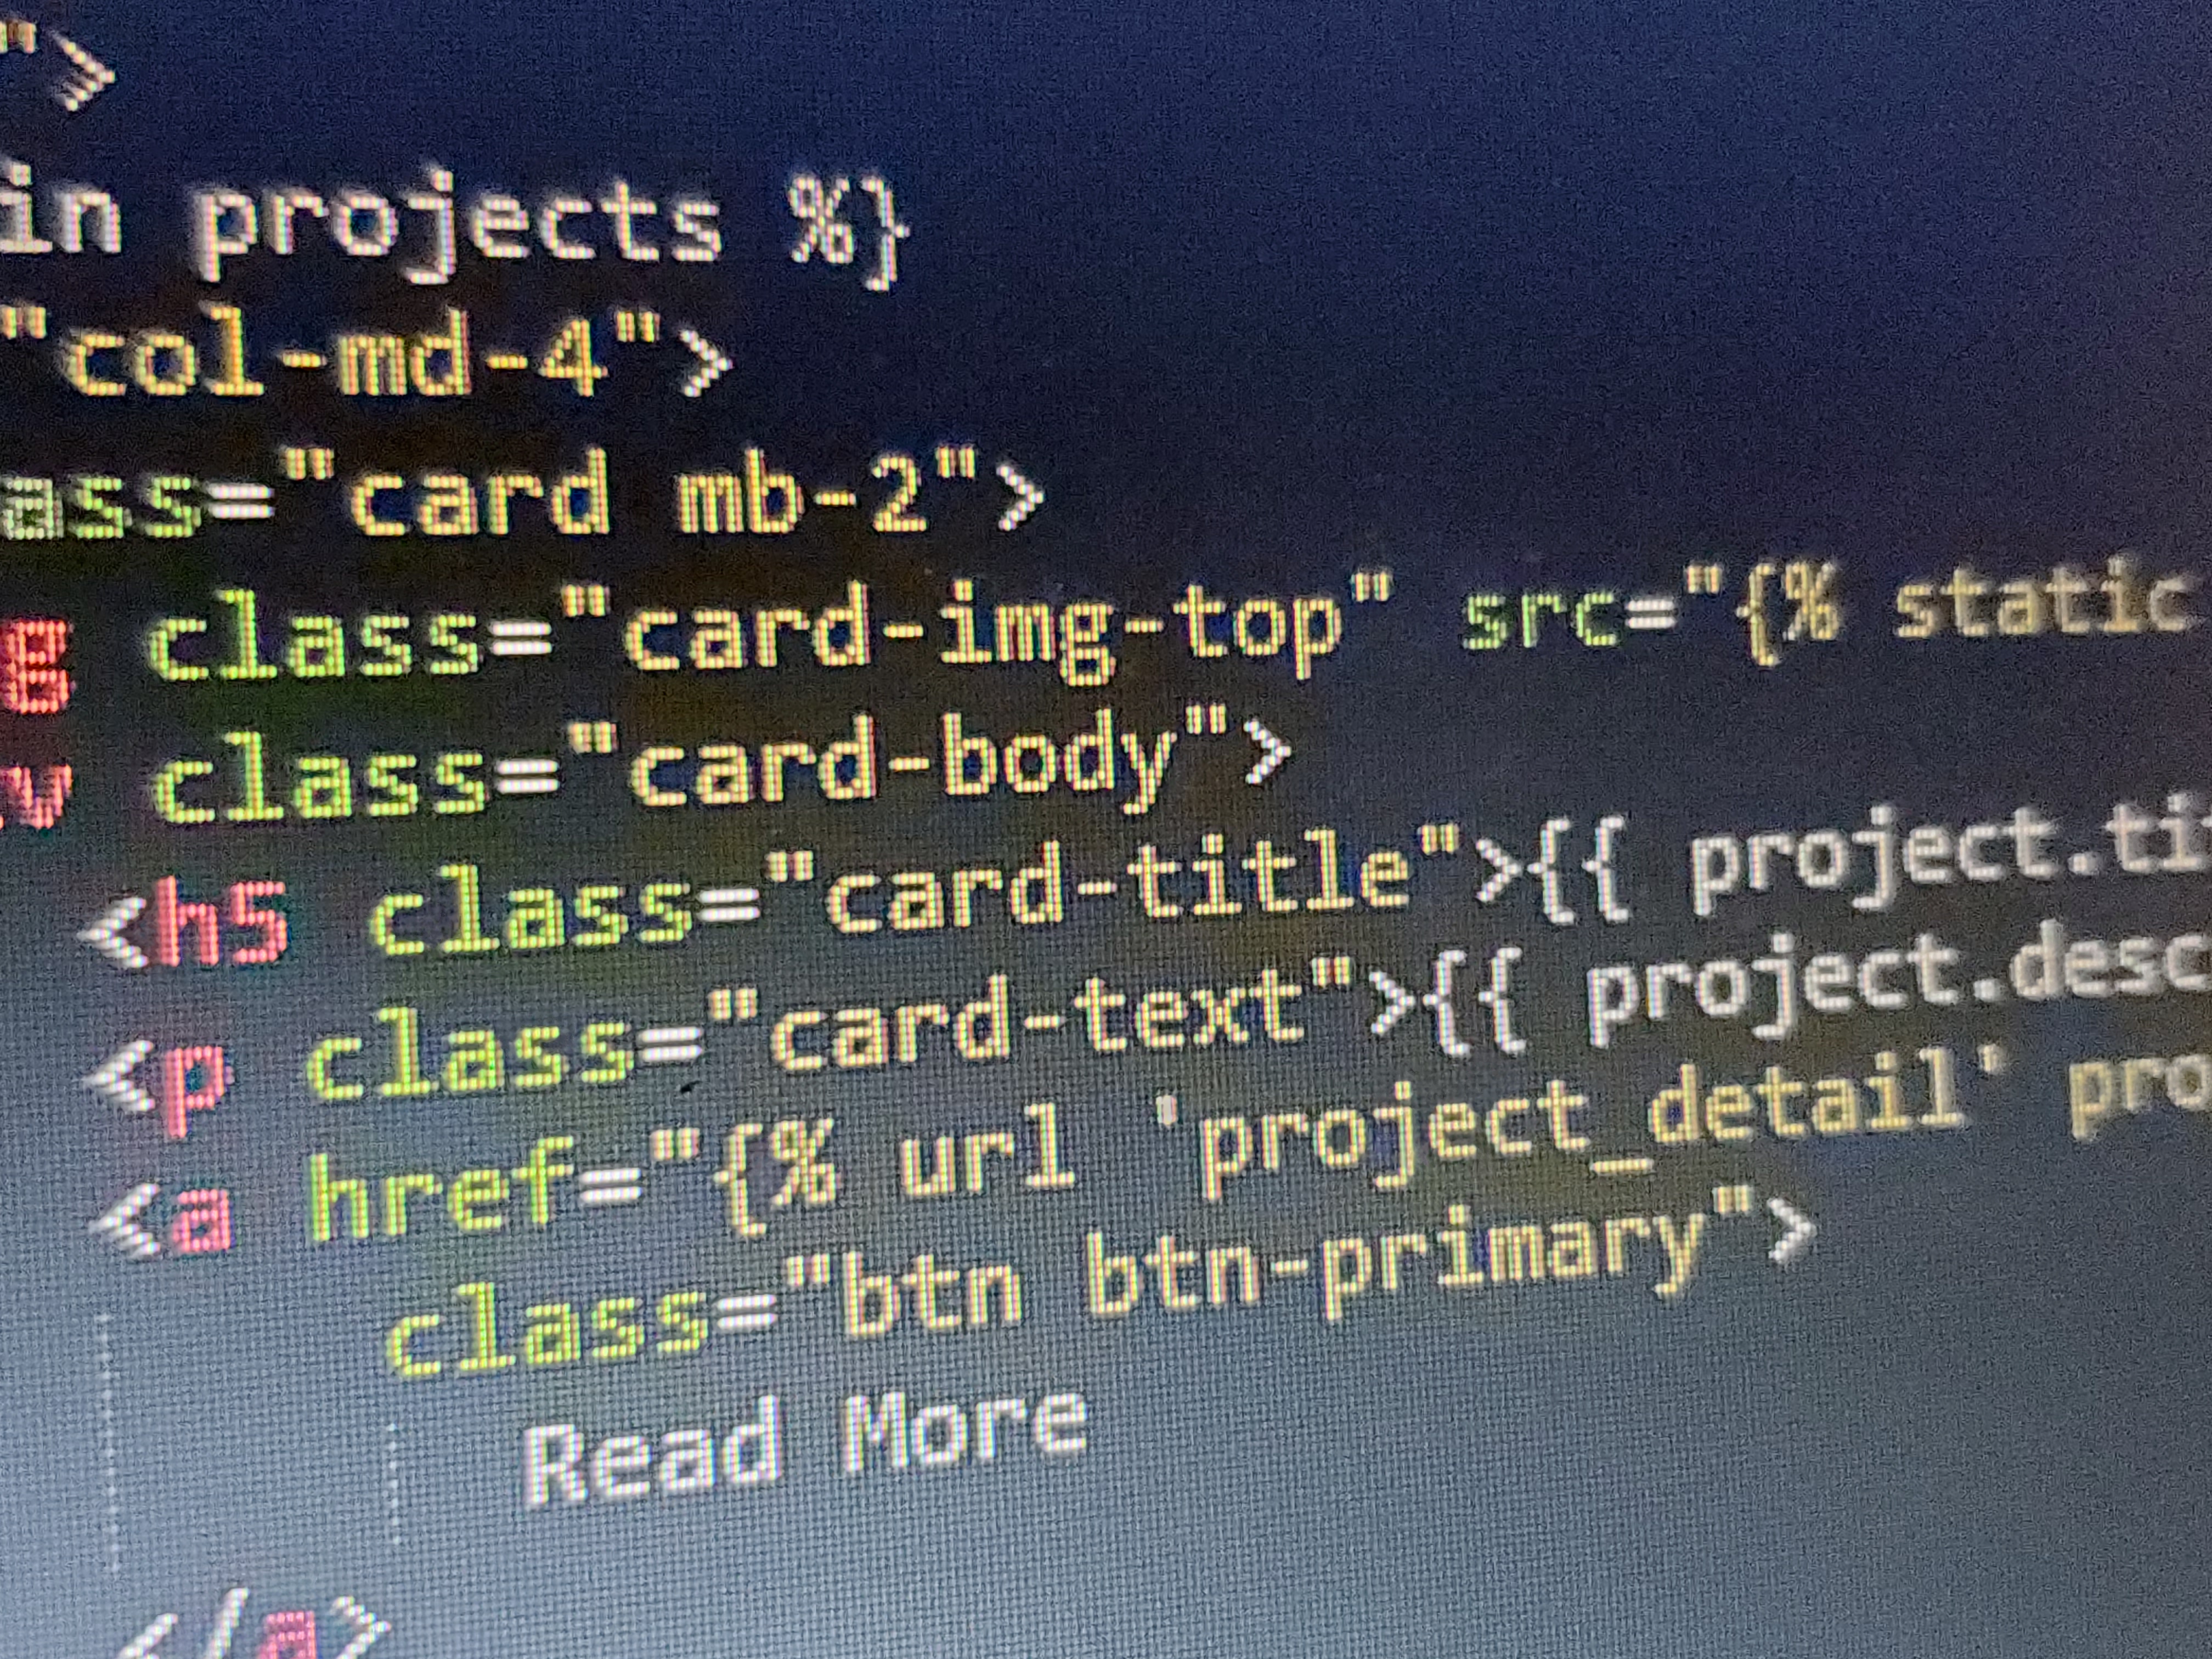 ">
in projects %}
"col-md-4">
ass="card mb-2">
g class="card-img-top" src="{% static
v class="card-body">
<h5 class="card-title">{{ project.ti
<p class="card-text">{{ project.desc
<a href="{% url 'project_detail' pro
class="btn btn-primary">
Read More
</a>